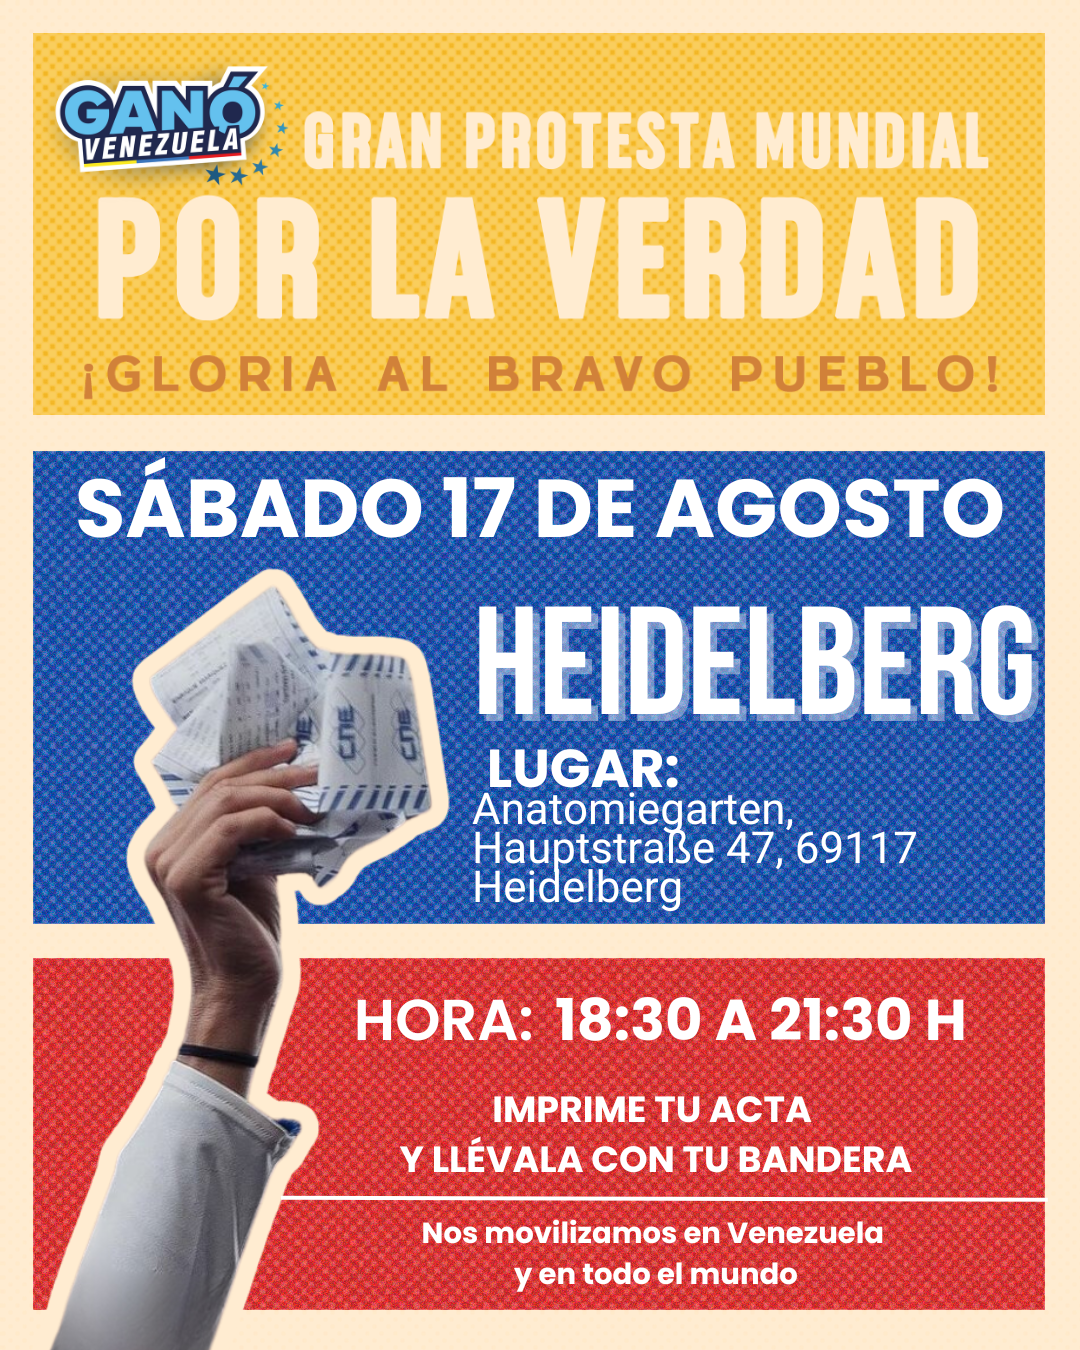 GANÓ
VENEZUELA
GRAN PROTESTA MUNDIAL
POR LA VERDAD
¡GLORIA AL BRAVO PUEBLO!
SÁBADO 17 DE AGOSTO
HEIDELBERG
LUGAR:
Anatomiegarten,
Hauptstraße 47, 69117
Heidelberg
CNE
CNE
HORA: 18:30 A 21:30 H
IMPRIME TU ACTA
Y LLÉVALA CON TU BANDERA
Nos movilizamos en Venezuela
y en todo el mundo